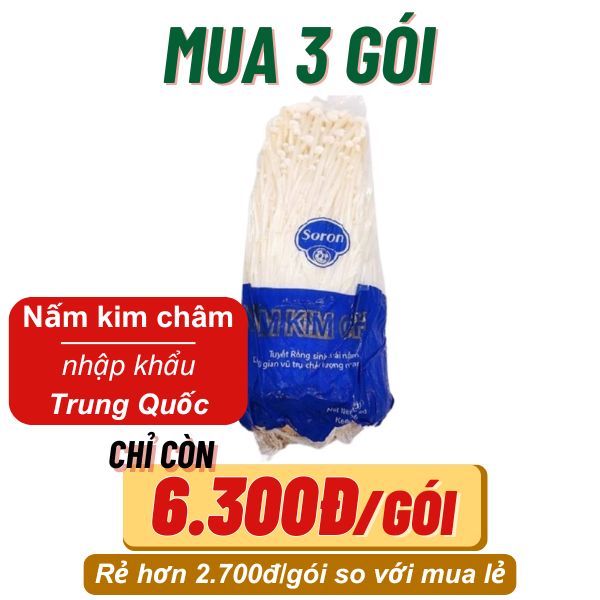 MUA 3 GÓI
Soron
KIM
Nấm kim châm
nhập khẩu
Trung Quốc
CHỈ CÒN
6.300Đ/GÓI
Rẻ hơn 2.700đ/gói so với mua lẻ